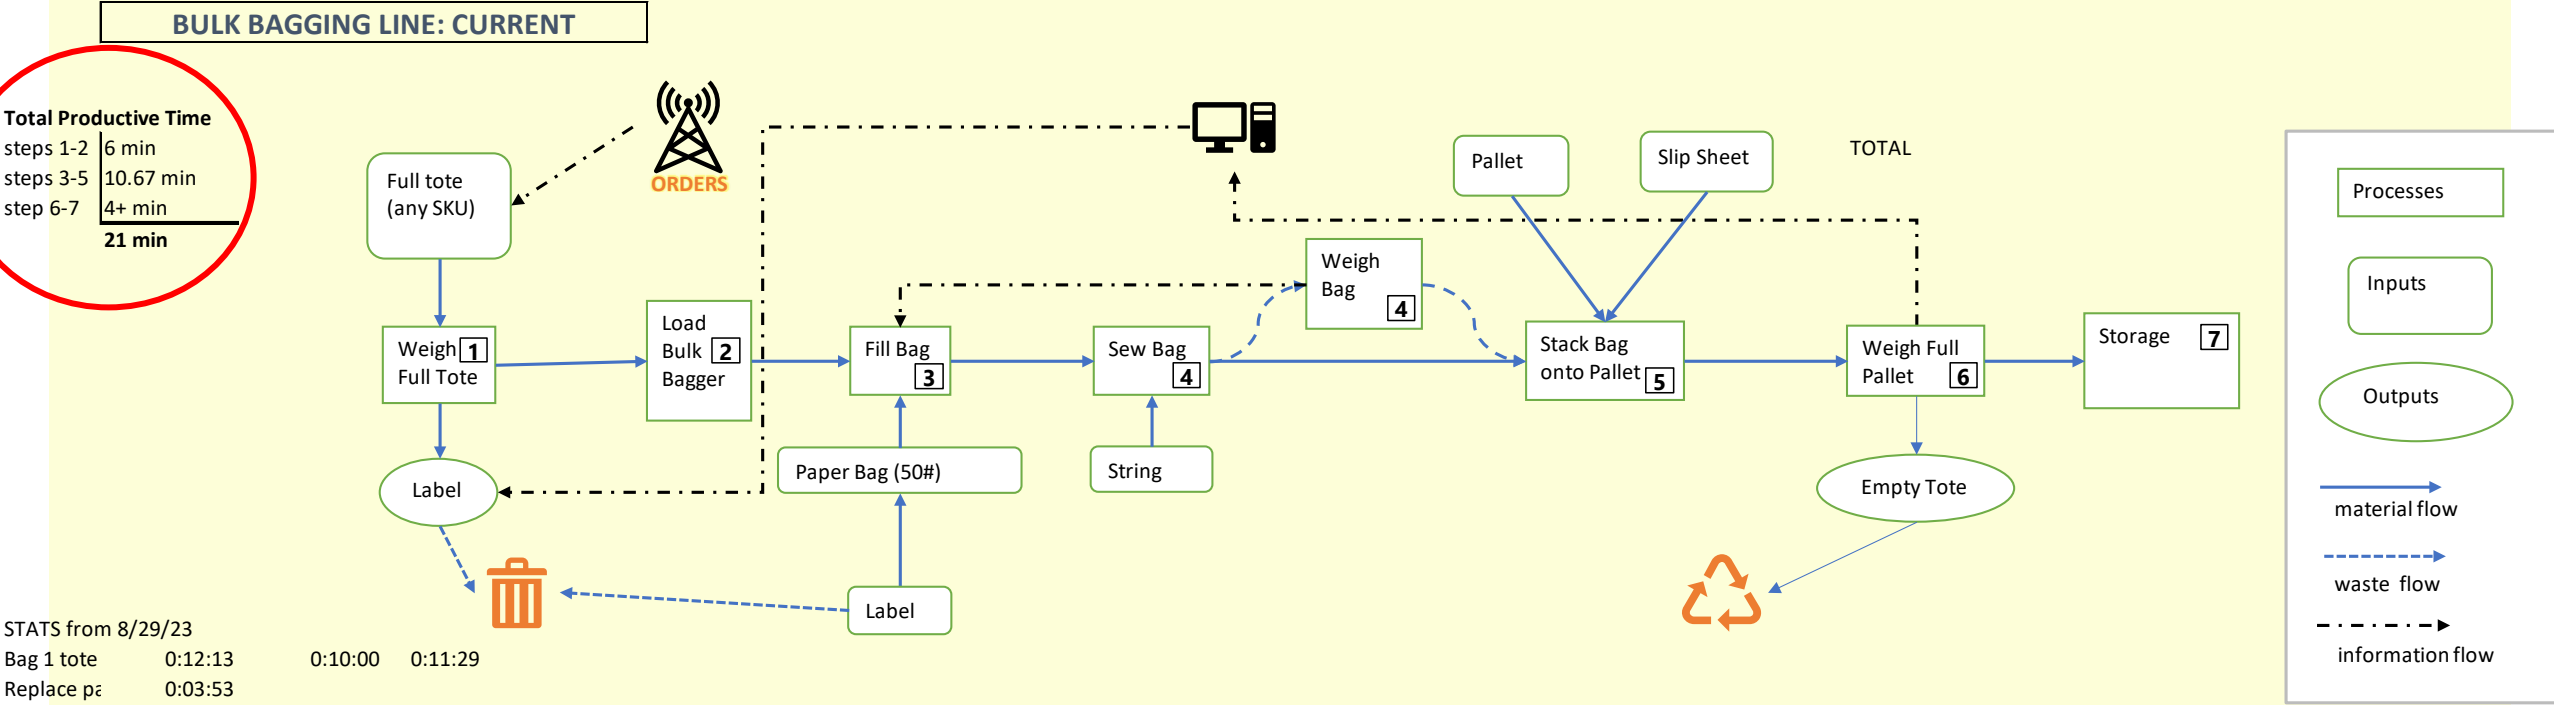 BULK BAGGING LINE: CURRENT
Total Productive Time
steps 1-2 6 min
steps 3-5 10.67 min
step 6-7 4+ min
21 min
ORDERS
Full tote
(any SKU)
Weigh 1
Full Tote
Label
Load
Bulk 2
Bagger
Fill Bag
3
Paper Bag (50#)
Label
Sew Bag
4
String
Weigh
Bag
4
Pallet
Slip Sheet
TOTAL
Stack Bag
onto Pallet 5
Weigh Full
Pallet 6
Empty Tote
Storage 7
Processes
Inputs
Outputs
material flow
waste flow
information flow
STATS from 8/29/23
Bag 1 tote 0:12:13 0:10:00 0:11:29
Replace pa 0:03:53